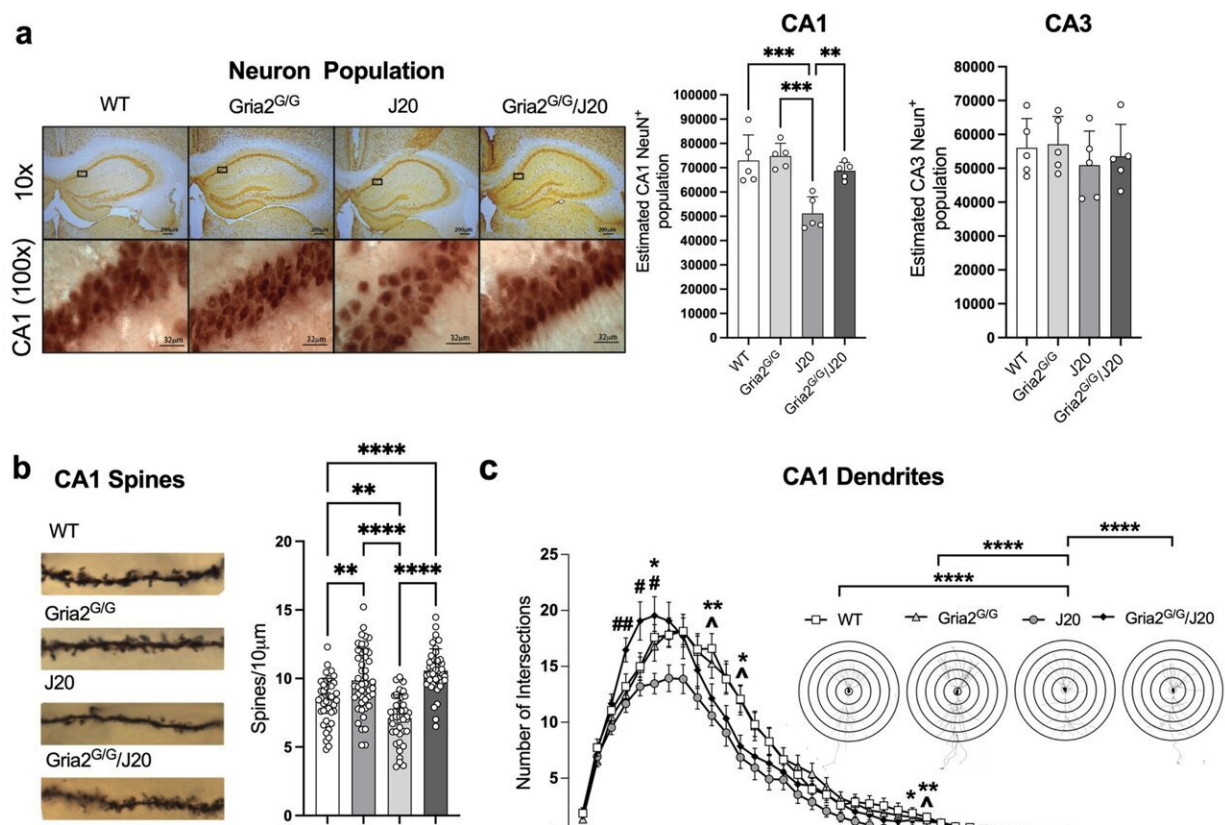 a
Neuron Population
WT
Gria2G/G
J20
Gria2G/G/J20
10x
CA1 (100x)
200µm
200µm
200µm
200µm
32µm
32µm
32µm
32µm
CA1
***
**
***
Estimated CA1 NeuN+
population
100000
90000
80000
70000
60000
50000
40000
30000
20000
10000
0
WT
Gria2G/G
J20
Gria2G/G/J20
CA3
Estimated CA3 Neun+
population
80000
70000
60000
50000
40000
30000
20000
10000
0
WT
Gria2G/G
J20
Gria2G/G/J20
b
CA1 Spines
WT
Gria2G/G
J20
Gria2G/G/J20
****
**
****
**
****
Spines/10µm
20
15
10
5
0
c
CA1 Dendrites
****
****
****
Number of Intersections
25
20
15
10
5
##
#
*
#
**
^
*
^
*
**
^
WT
Gria2G/G
J20
Gria2G/G/J20